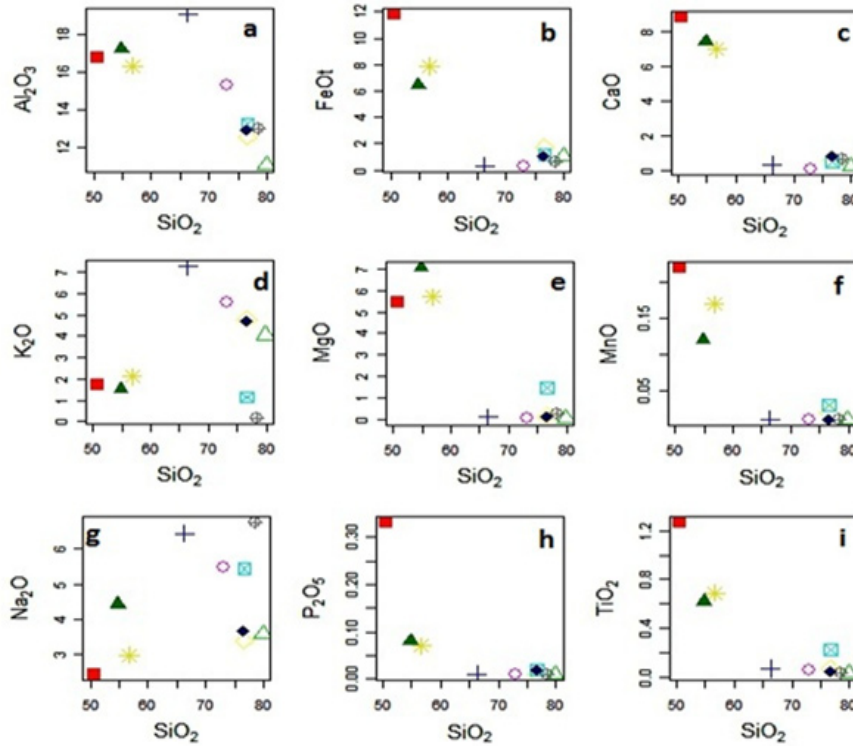 a
Al₂O₃
18
16
14
12
50 60 70 80
SiO₂
b
FeOt
12
10
8
6
4
2
0
50 60 70 80
SiO₂
c
CaO
8
6
4
2
0
50 60 70 80
SiO₂
d
K₂O
7
6
5
4
3
2
1
0
50 60 70 80
SiO₂
e
MgO
7
6
5
4
3
2
1
0
50 60 70 80
SiO₂
f
MnO
0.15
0.05
50 60 70 80
SiO₂
g
Na₂O
6
5
4
3
50 60 70 80
SiO₂
h
P₂O₅
0.30
0.20
0.10
0.00
50 60 70 80
SiO₂
i
TiO₂
1.2
0.8
0.4
0.0
50 60 70 80
SiO₂